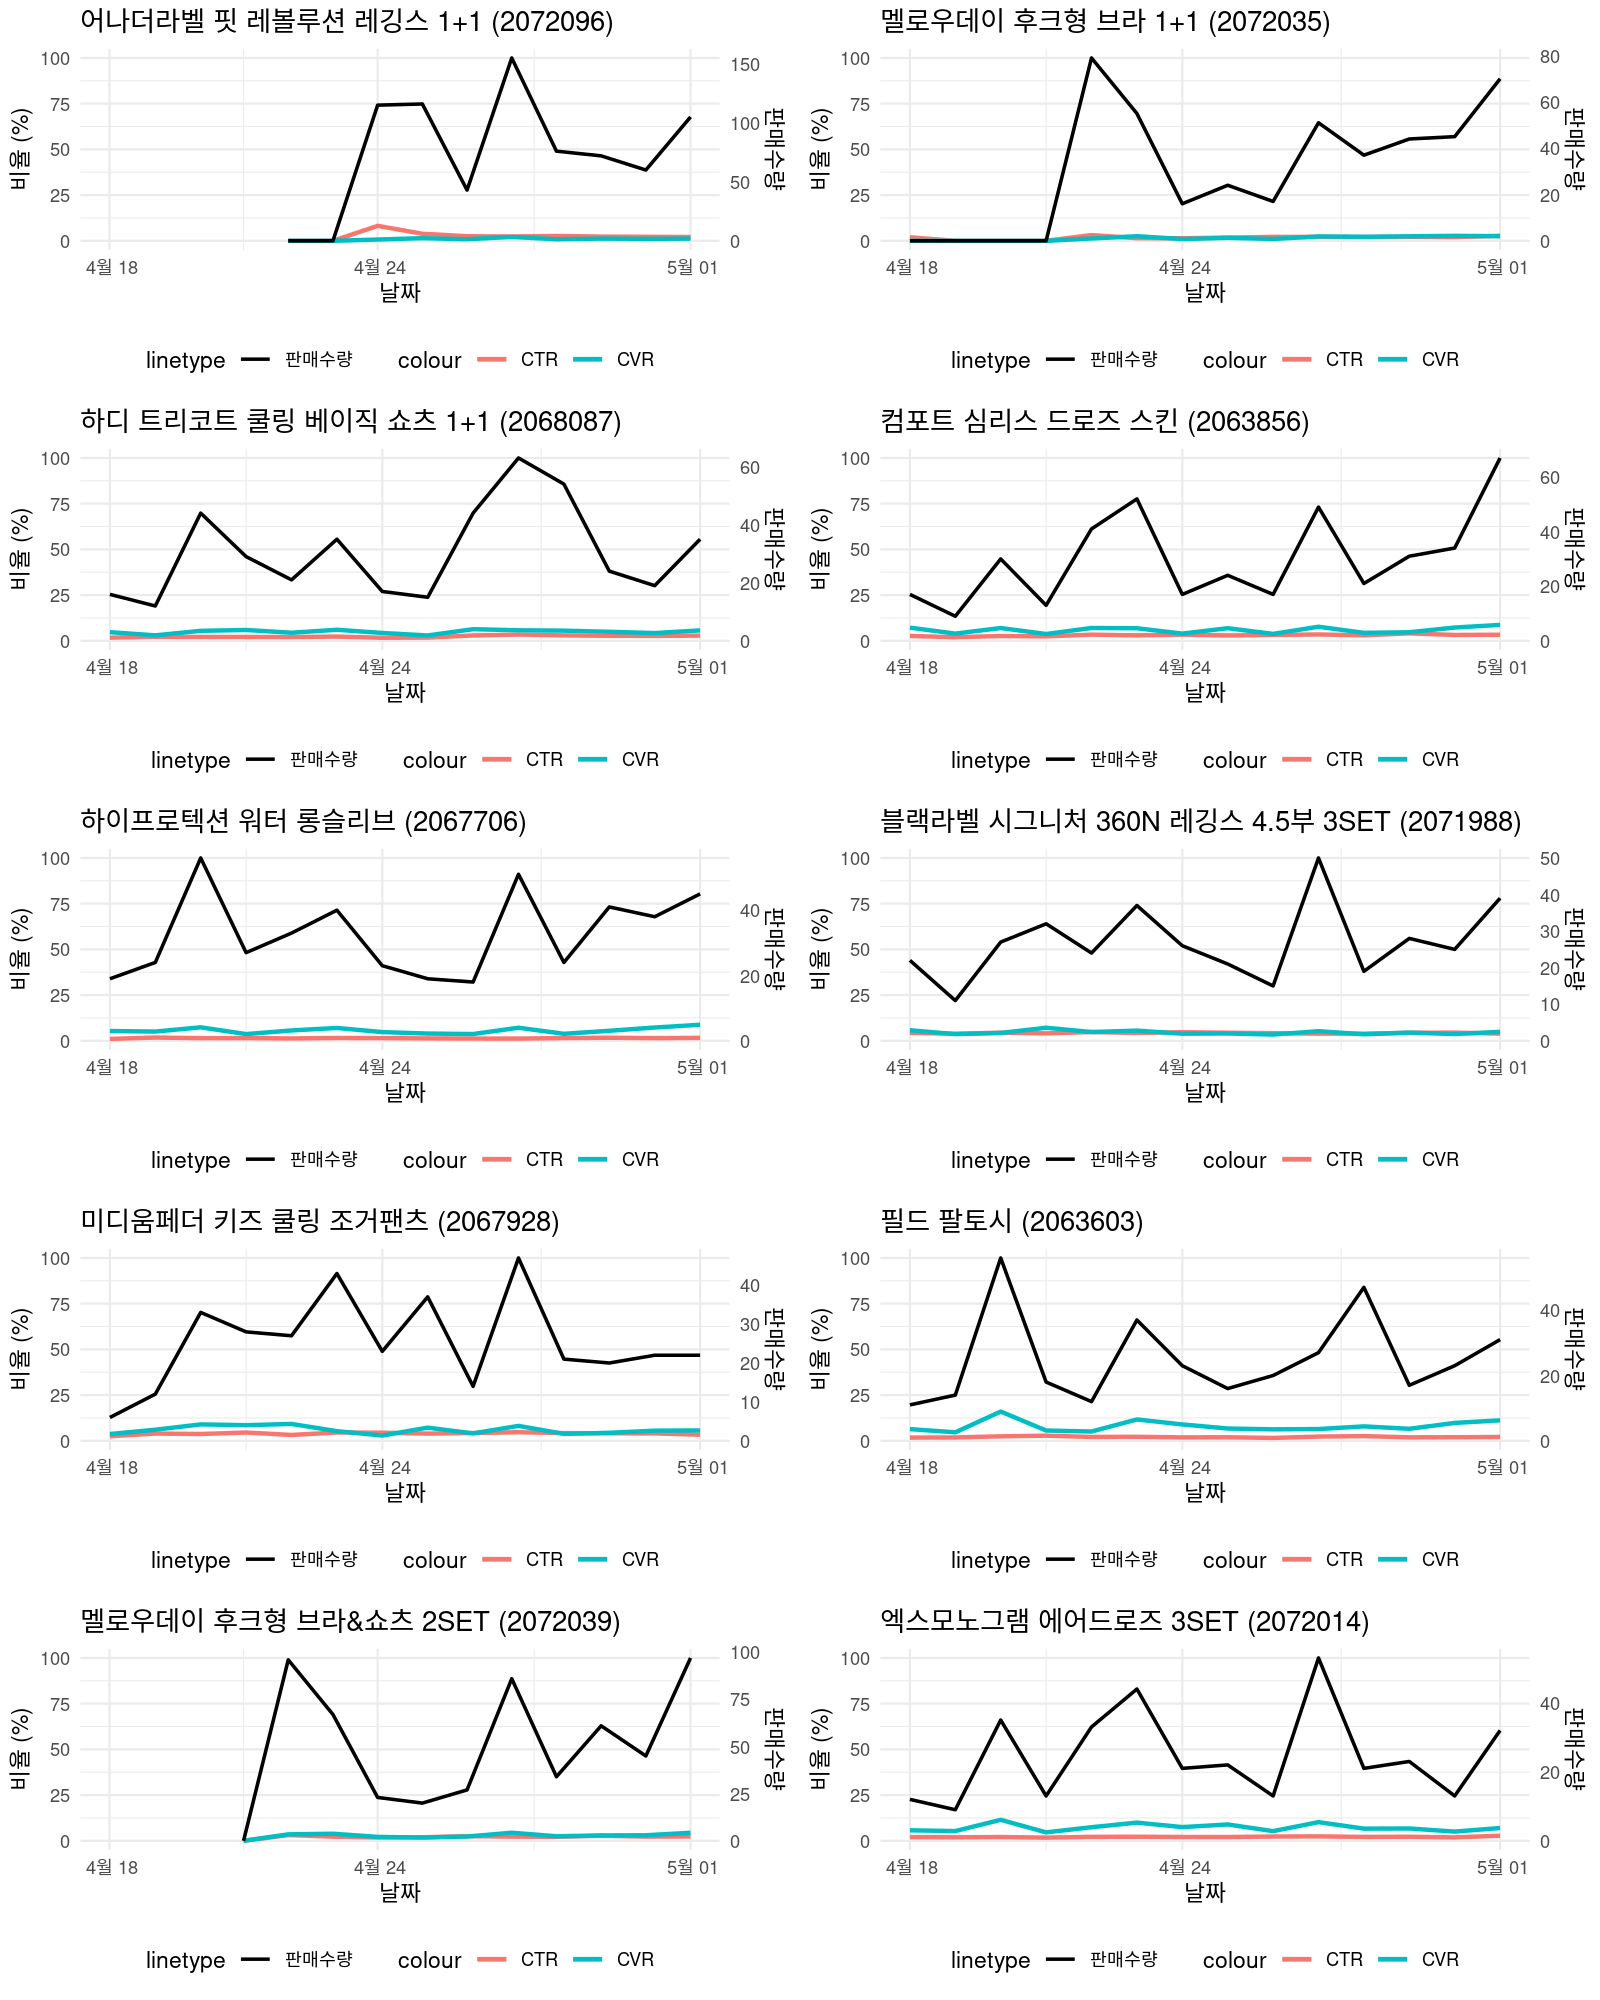 어나더라벨 핏 레볼루션 레깅스 1+1 (2072096)
100
75
50
25
0
비율 (%)
150
100
50
0
판매수량
4월 18
4월 24
5월 01
날짜
linetype 판매수량 colour CTR CVR
멜로우데이 후크형 브라 1+1 (2072035)
100
75
50
25
0
비율 (%)
80
60
40
20
0
판매수량
4월 18
4월 24
5월 01
날짜
linetype 판매수량 colour CTR CVR
하디 트리코트 쿨링 베이직 쇼츠 1+1 (2068087)
100
75
50
25
0
비율 (%)
60
40
20
0
판매수량
4월 18
4월 24
5월 01
날짜
linetype 판매수량 colour CTR CVR
컴포트 심리스 드로즈 스킨 (2063856)
100
75
50
25
0
비율 (%)
60
40
20
0
판매수량
4월 18
4월 24
5월 01
날짜
linetype 판매수량 colour CTR CVR
하이프로텍션 워터 롱슬리브 (2067706)
100
75
50
25
0
비율 (%)
40
20
0
판매수량
4월 18
4월 24
5월 01
날짜
linetype 판매수량 colour CTR CVR
블랙라벨 시그니처 360N 레깅스 4.5부 3SET (2071988)
100
75
50
25
0
비율 (%)
50
40
30
20
10
0
판매수량
4월 18
4월 24
5월 01
날짜
linetype 판매수량 colour CTR CVR
미디움페더 키즈 쿨링 조거팬츠 (2067928)
100
75
50
25
0
비율 (%)
40
30
20
10
0
판매수량
4월 18
4월 24
5월 01
날짜
linetype 판매수량 colour CTR CVR
필드 팔토시 (2063603)
100
75
50
25
0
비율 (%)
40
20
0
판매수량
4월 18
4월 24
5월 01
날짜
linetype 판매수량 colour CTR CVR
멜로우데이 후크형 브라&쇼츠 2SET (2072039)
100
75
50
25
0
비율 (%)
100
75
50
25
0
판매수량
4월 18
4월 24
5월 01
날짜
linetype 판매수량 colour CTR CVR
엑스모노그램 에어드로즈 3SET (2072014)
100
75
50
25
0
비율 (%)
40
20
0
판매수량
4월 18
4월 24
5월 01
날짜
linetype 판매수량 colour CTR CVR